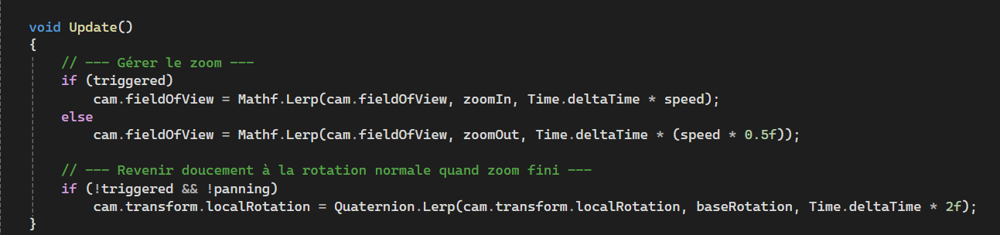 void Update()
{
// --- Gérer le zoom ---
if (triggered)
cam.fieldOfView = Mathf.Lerp(cam.fieldOfView, zoomIn, Time.deltaTime * speed);
else
cam.fieldOfView = Mathf.Lerp(cam.fieldOfView, zoomOut, Time.deltaTime * (speed * 0.5f));
// --- Revenir doucement à la rotation normale quand zoom fini ---
if (!triggered && !panning)
cam.transform.localRotation = Quaternion.Lerp(cam.transform.localRotation, baseRotation, Time.deltaTime * 2f);
}